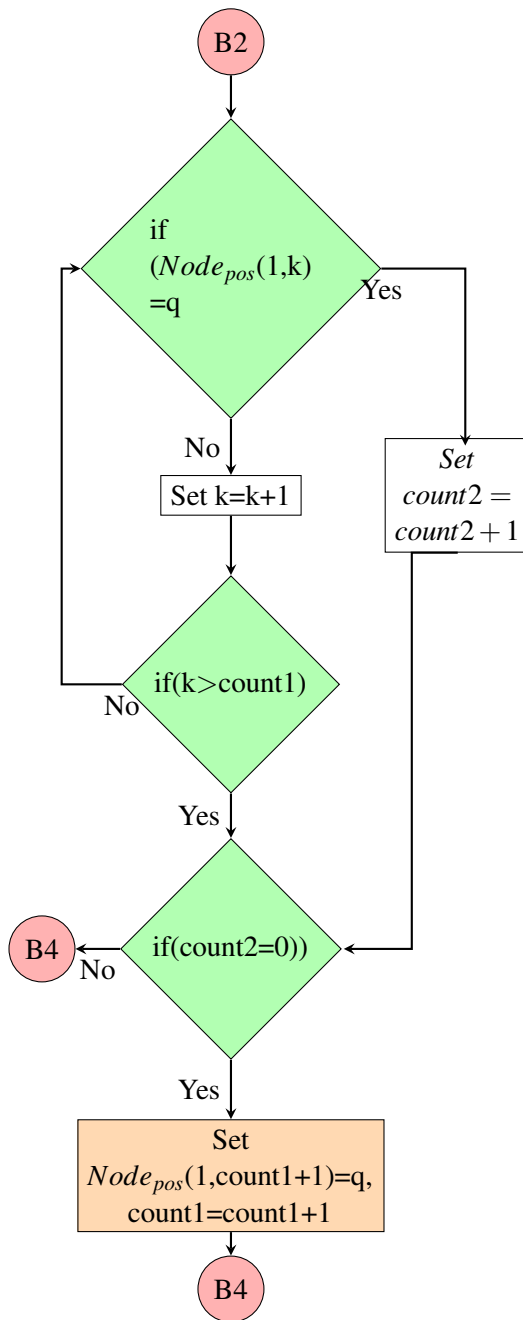 B2
if
(Node_pos(1,k)
=q
Yes
No
Set k=k+1
Set
count2 =
count2 + 1
if(k>count1)
No
Yes
if(count2=0))
B4
No
Yes
Set
Node_pos(1,count1+1)=q,
count1=count1+1
B4